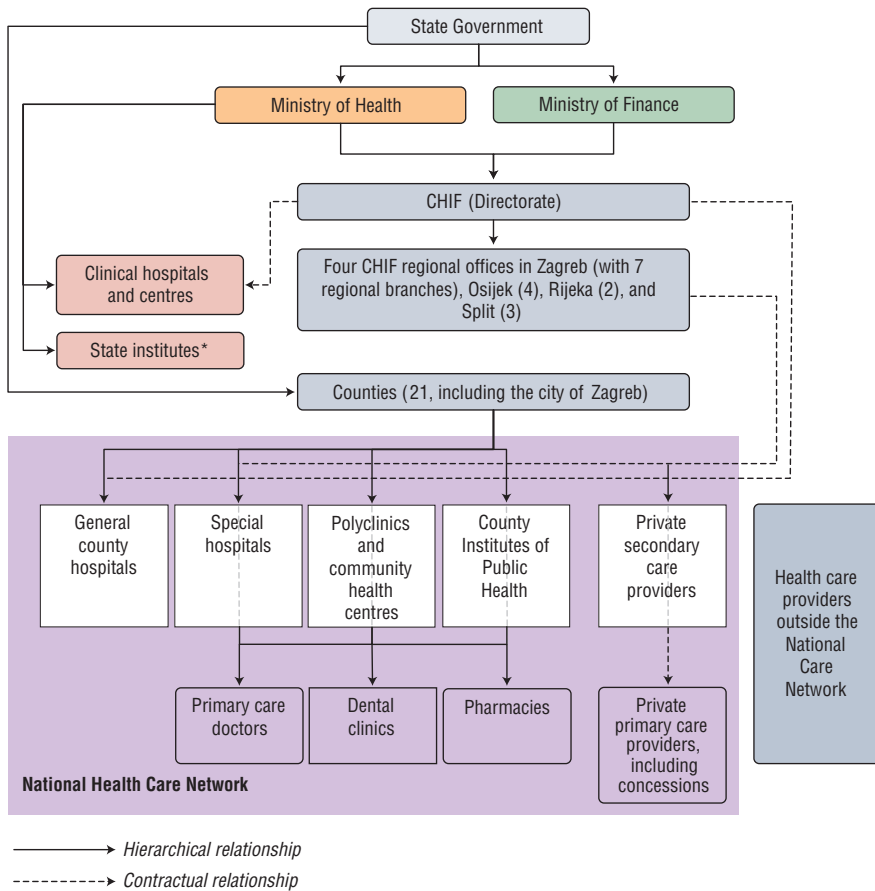 State Government
Ministry of Health
Ministry of Finance
CHIF (Directorate)
Clinical hospitals
and centres
Four CHIF regional offices in Zagreb (with 7
regional branches), Osijek (4), Rijeka (2), and
Split (3)
State institutes*
Counties (21, including the city of Zagreb)
General
county
hospitals
Special
hospitals
Polyclinics and
community
health
centres
County
Institutes of
Public
Health
Private
secondary
care
providers
Health care
providers
outside the
National
Care
Network
Primary care
doctors
Dental
clinics
Pharmacies
Private
primary care
providers,
including
concessions
National Health Care Network
Hierarchical relationship
Contractual relationship